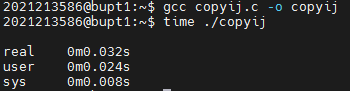 2021213586@bupt1:~$ gcc copyij.c -o copyij
2021213586@bupt1:~$ time ./copyij

real    0m0.032s
user    0m0.024s
sys     0m0.008s